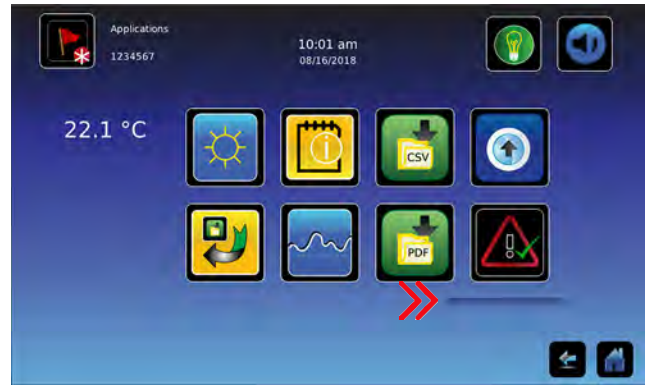 Applications
1234567
10:01 am
08/16/2018
22.1 °C
CSV
PDF